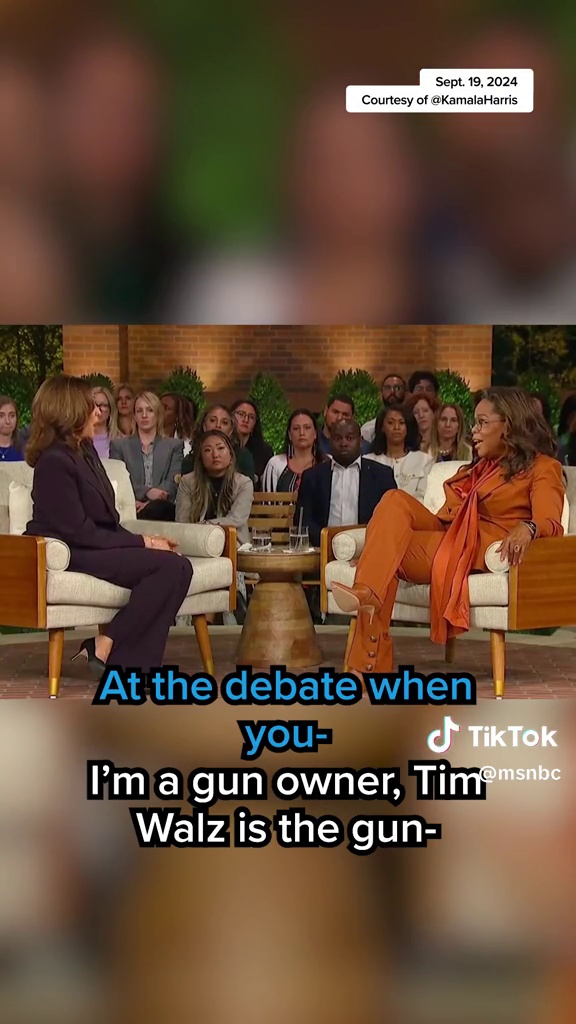 Sept. 19, 2024
Courtesy of @KamalaHarris
At the debate when
you-
TikTok
I'm a gun owner, Tim
@msnbc
Walz is the gun-